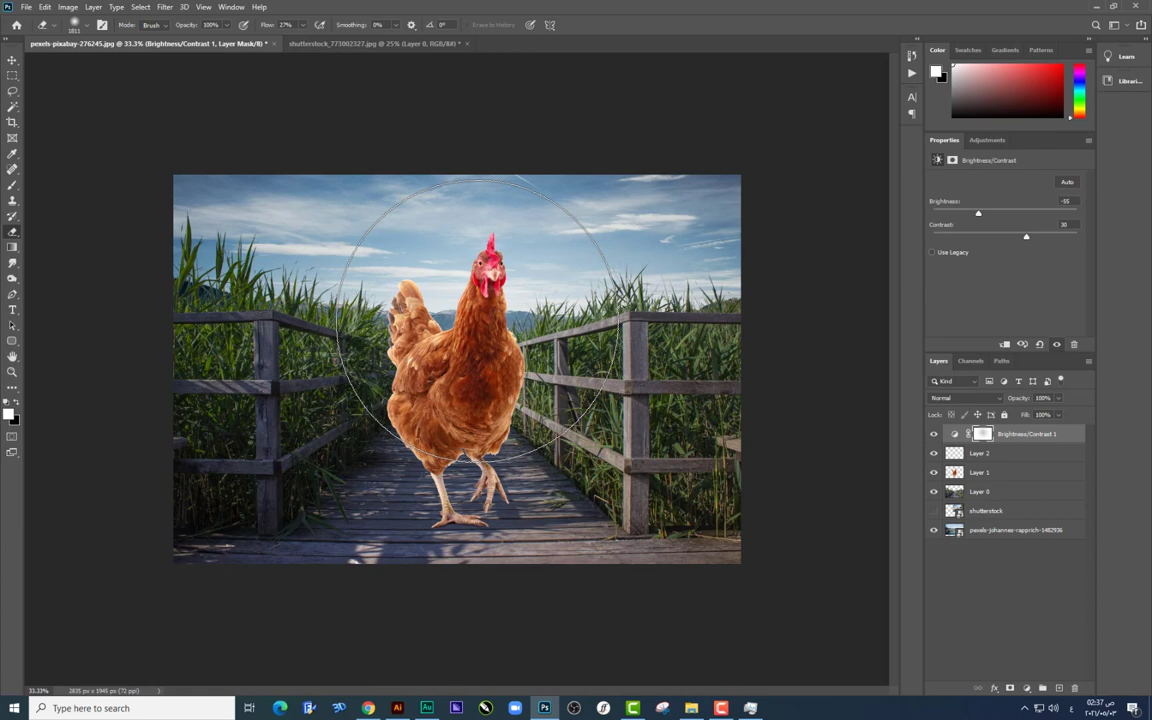 File Edit Image Layer Type Select Filter 3D View Window Help
1811 Mode: Brush Opacity: 100% Flow: 27% Smoothing: 0% 0° Erase to History
pexels-pixabay-276245.jpg @ 33.3% (Brightness/Contrast 1, Layer Mask/8) * × shutterstock_773002327.jpg @ 25% (Layer 0, RGB/8#) * ×
Color Swatches Gradients Patterns
Learn
Librari...
Properties Adjustments
Brightness/Contrast
Auto
Brightness: -55
Contrast: 30
Use Legacy
Layers Channels Paths
Kind
Normal Opacity: 100%
Lock: Fill: 100%
Brightness/Contrast 1
Layer 2
Layer 1
Layer 0
shutterstock
pexels-johannes-rapprich-1482936
33.33% 2835 px x 1945 px (72 ppi)
Type here to search
02:37 ص
ع